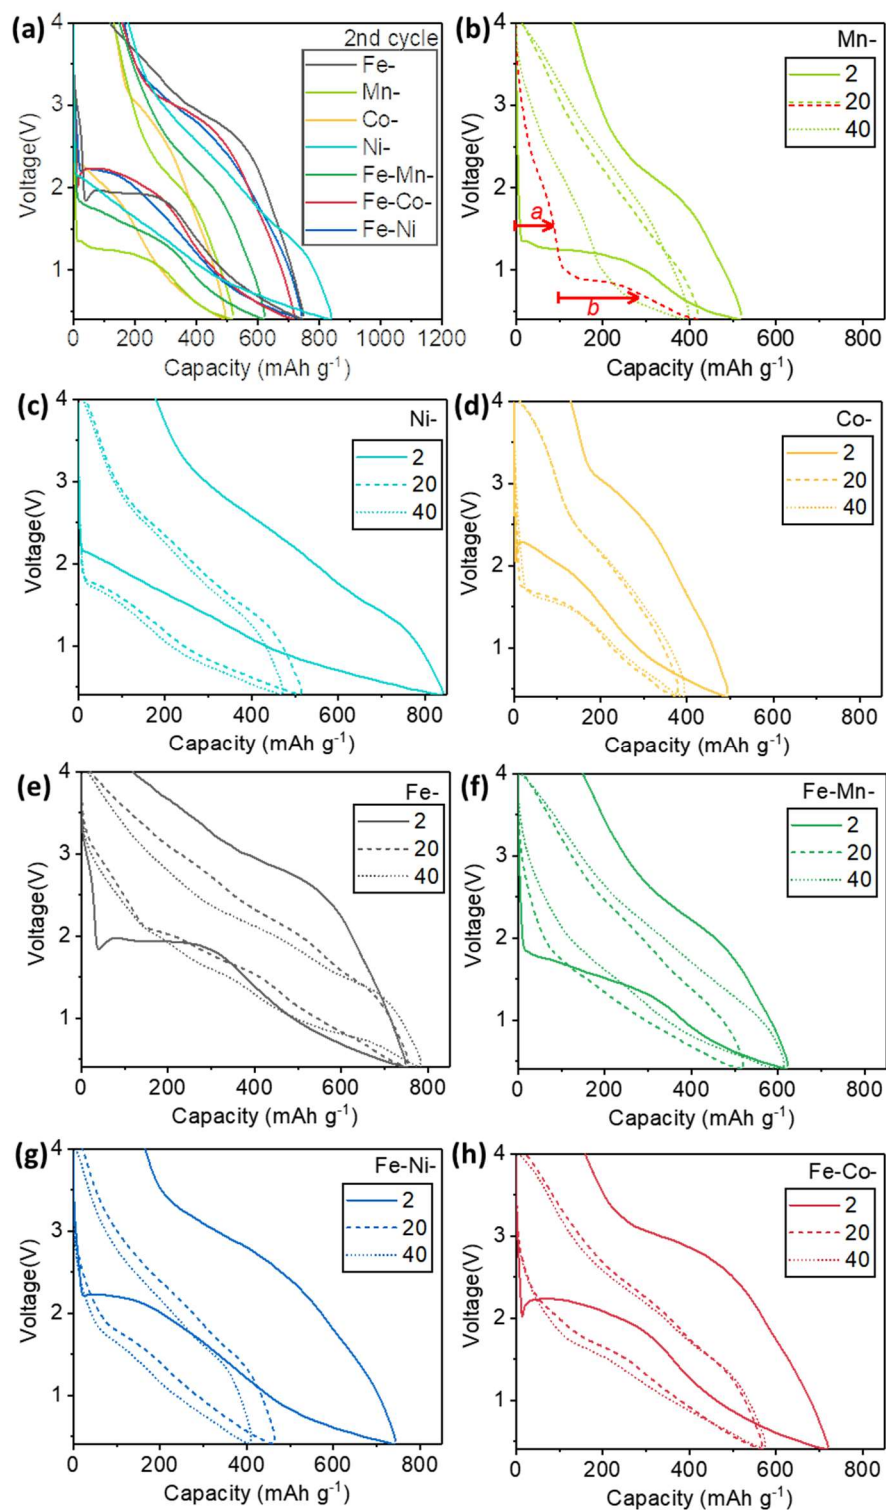 (a)
2nd cycle
Fe-
Mn-
Co-
Ni-
Fe-Mn-
Fe-Co-
Fe-Ni
4
3
2
1
Voltage(V)
0 200 400 600 800 1000 1200
Capacity (mAh g-1)
(b)
Mn-
2
20
40
a
b
4
3
2
1
Voltage(V)
0 200 400 600 800
Capacity (mAh g-1)
(c)
Ni-
2
20
40
4
3
2
1
Voltage(V)
0 200 400 600 800
Capacity (mAh g-1)
(d)
Co-
2
20
40
4
3
2
1
Voltage(V)
0 200 400 600 800
Capacity (mAh g-1)
(e)
Fe-
2
20
40
4
3
2
1
Voltage(V)
0 200 400 600 800
Capacity (mAh g-1)
(f)
Fe-Mn-
2
20
40
4
3
2
1
Voltage(V)
0 200 400 600 800
Capacity (mAh g-1)
(g)
Fe-Ni-
2
20
40
4
3
2
1
Voltage(V)
0 200 400 600 800
Capacity (mAh g-1)
(h)
Fe-Co-
2
20
40
4
3
2
1
Voltage(V)
0 200 400 600 800
Capacity (mAh g-1)